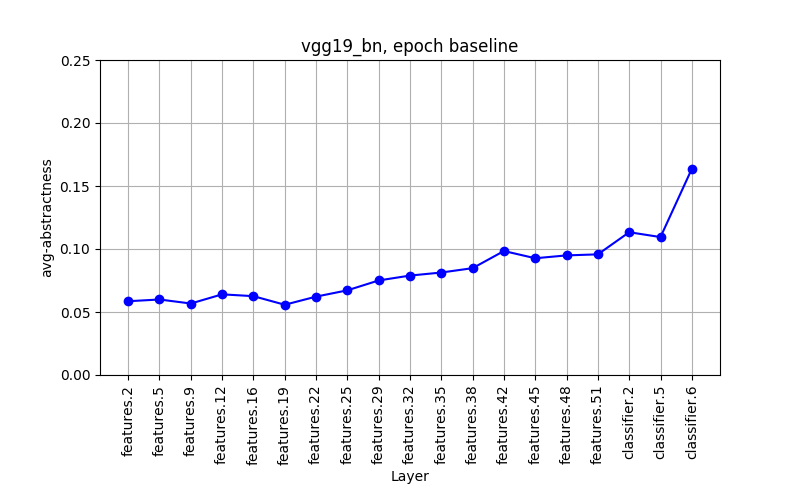 vgg19_bn, epoch baseline
0.25
0.20
0.15
0.10
0.05
0.00
avg-abstractness
features.2
features.5
features.9
features.12
features.16
features.19
features.22
features.25
features.29
features.32
features.35
features.38
features.42
features.45
features.48
features.51
classifier.2
classifier.5
classifier.6
Layer